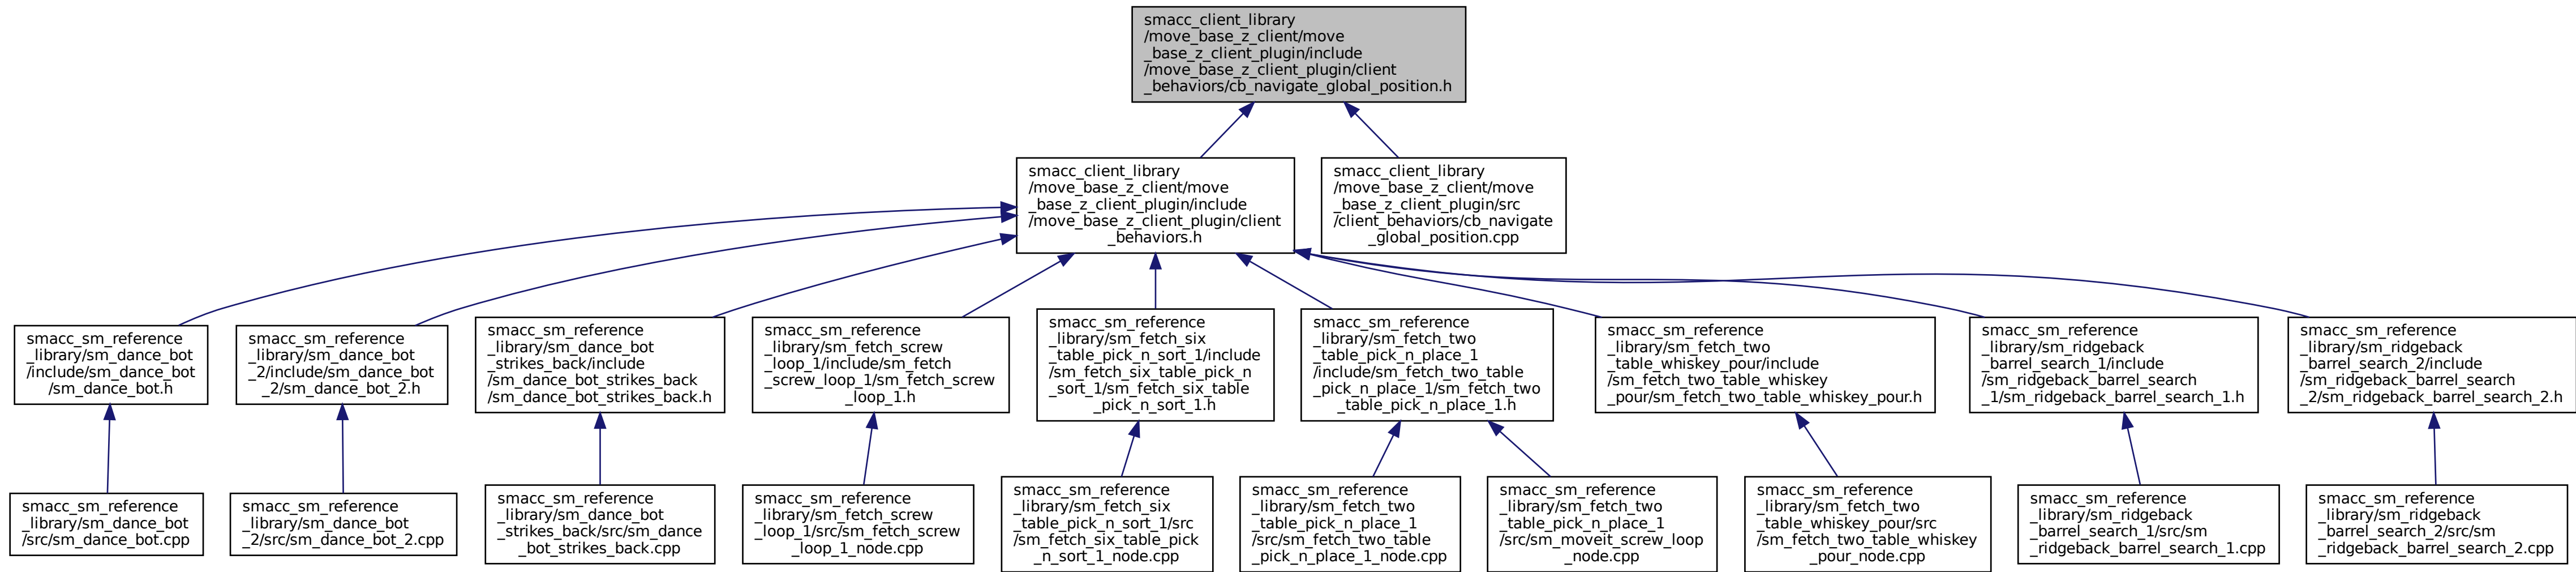 smacc_client_library
/move_base_z_client/move
_base_z_client_plugin/include
/move_base_z_client_plugin/client
_behaviors/cb_navigate_global_position.h
smacc_client_library
/move_base_z_client/move
_base_z_client_plugin/include
/move_base_z_client_plugin/client
_behaviors.h
smacc_client_library
/move_base_z_client/move
_base_z_client_plugin/src
/client_behaviors/cb_navigate
_global_position.cpp
smacc_sm_reference
_library/sm_dance_bot
/include/sm_dance_bot
/sm_dance_bot.h
smacc_sm_reference
_library/sm_dance_bot
_2/include/sm_dance_bot
_2/sm_dance_bot_2.h
smacc_sm_reference
_library/sm_dance_bot
_strikes_back/include
/sm_dance_bot_strikes_back
/sm_dance_bot_strikes_back.h
smacc_sm_reference
_library/sm_fetch_screw
_loop_1/include/sm_fetch
_screw_loop_1/sm_fetch_screw
_loop_1.h
smacc_sm_reference
_library/sm_fetch_six
_table_pick_n_sort_1/include
/sm_fetch_six_table_pick_n
_sort_1/sm_fetch_six_table
_pick_n_sort_1.h
smacc_sm_reference
_library/sm_fetch_two
_table_pick_n_place_1
/include/sm_fetch_two_table
_pick_n_place_1/sm_fetch_two
_table_pick_n_place_1.h
smacc_sm_reference
_library/sm_fetch_two
_table_whiskey_pour/include
/sm_fetch_two_table_whiskey
_pour/sm_fetch_two_table_whiskey_pour.h
smacc_sm_reference
_library/sm_ridgeback
_barrel_search_1/include
/sm_ridgeback_barrel_search
_1/sm_ridgeback_barrel_search_1.h
smacc_sm_reference
_library/sm_ridgeback
_barrel_search_2/include
/sm_ridgeback_barrel_search
_2/sm_ridgeback_barrel_search_2.h
smacc_sm_reference
_library/sm_dance_bot
/src/sm_dance_bot.cpp
smacc_sm_reference
_library/sm_dance_bot
_2/src/sm_dance_bot_2.cpp
smacc_sm_reference
_library/sm_dance_bot
_strikes_back/src/sm_dance
_bot_strikes_back.cpp
smacc_sm_reference
_library/sm_fetch_screw
_loop_1/src/sm_fetch_screw
_loop_1_node.cpp
smacc_sm_reference
_library/sm_fetch_six
_table_pick_n_sort_1/src
/sm_fetch_six_table_pick
_n_sort_1_node.cpp
smacc_sm_reference
_library/sm_fetch_two
_table_pick_n_place_1
/src/sm_fetch_two_table
_pick_n_place_1_node.cpp
smacc_sm_reference
_library/sm_fetch_two
_table_pick_n_place_1
/src/sm_moveit_screw_loop
_node.cpp
smacc_sm_reference
_library/sm_fetch_two
_table_whiskey_pour/src
/sm_fetch_two_table_whiskey
_pour_node.cpp
smacc_sm_reference
_library/sm_ridgeback
_barrel_search_1/src/sm
_ridgeback_barrel_search_1.cpp
smacc_sm_reference
_library/sm_ridgeback
_barrel_search_2/src/sm
_ridgeback_barrel_search_2.cpp